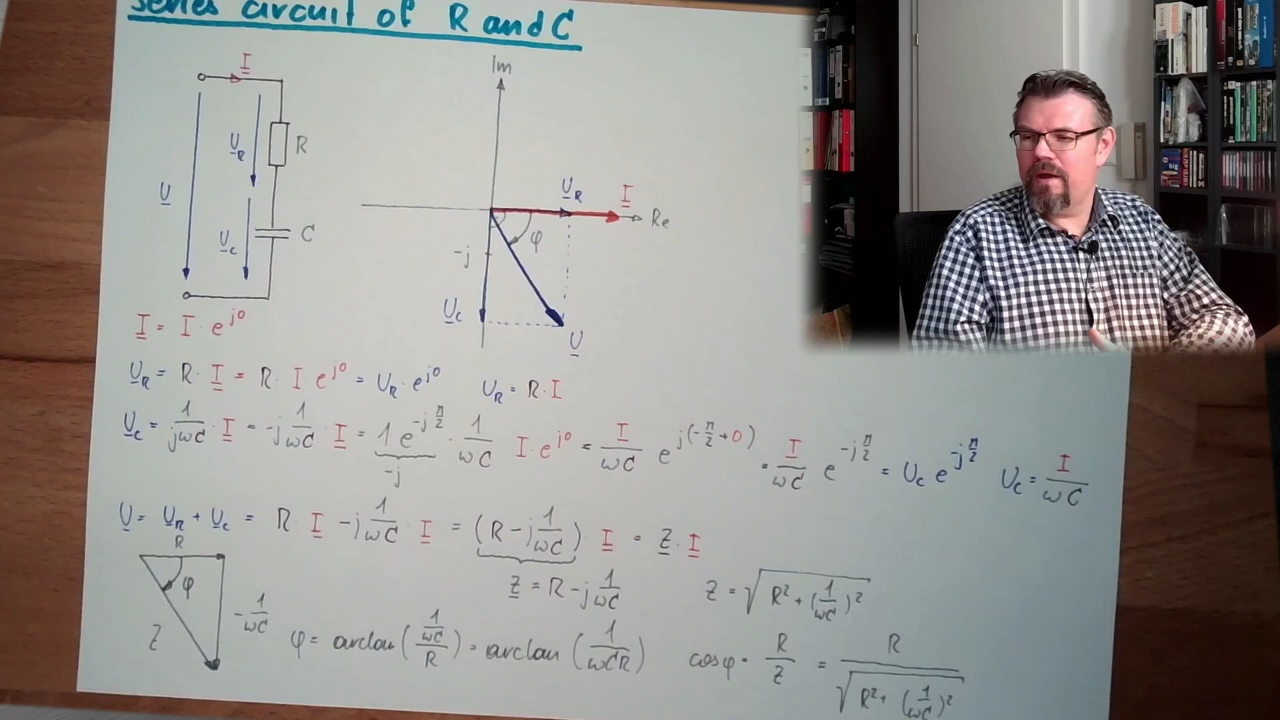 series circuit of R and C
I
U
U_R
R
U_C
C
Im
U_R
I
Re
φ
-j
U_C
U
I = I · e^{j0}
U_R = R · I = R · I e^{j0} = U_R · e^{j0}   U_R = R · I
U_C = 1/(jωC) · I = -j 1/(ωC) · I = 1 e^{-j π/2} · 1/(ωC) I · e^{j0} = I/(ωC) e^{j(-π/2+0)} = I/(ωC) e^{-j π/2} = U_C e^{-j π/2}   U_C = I/(ωC)
-j
U = U_R + U_C = R I - j 1/(ωC) · I = (R - j 1/(ωC)) · I = Z · I
Z = R - j 1/(ωC)   Z = √(R² + (1/(ωC))²)
R
φ
Z
-1/(ωC)
φ = arctan((1/(ωC))/R) = arctan(1/(ωCR))   cosφ = R/Z = R/√(R² + (1/(ωC))²)